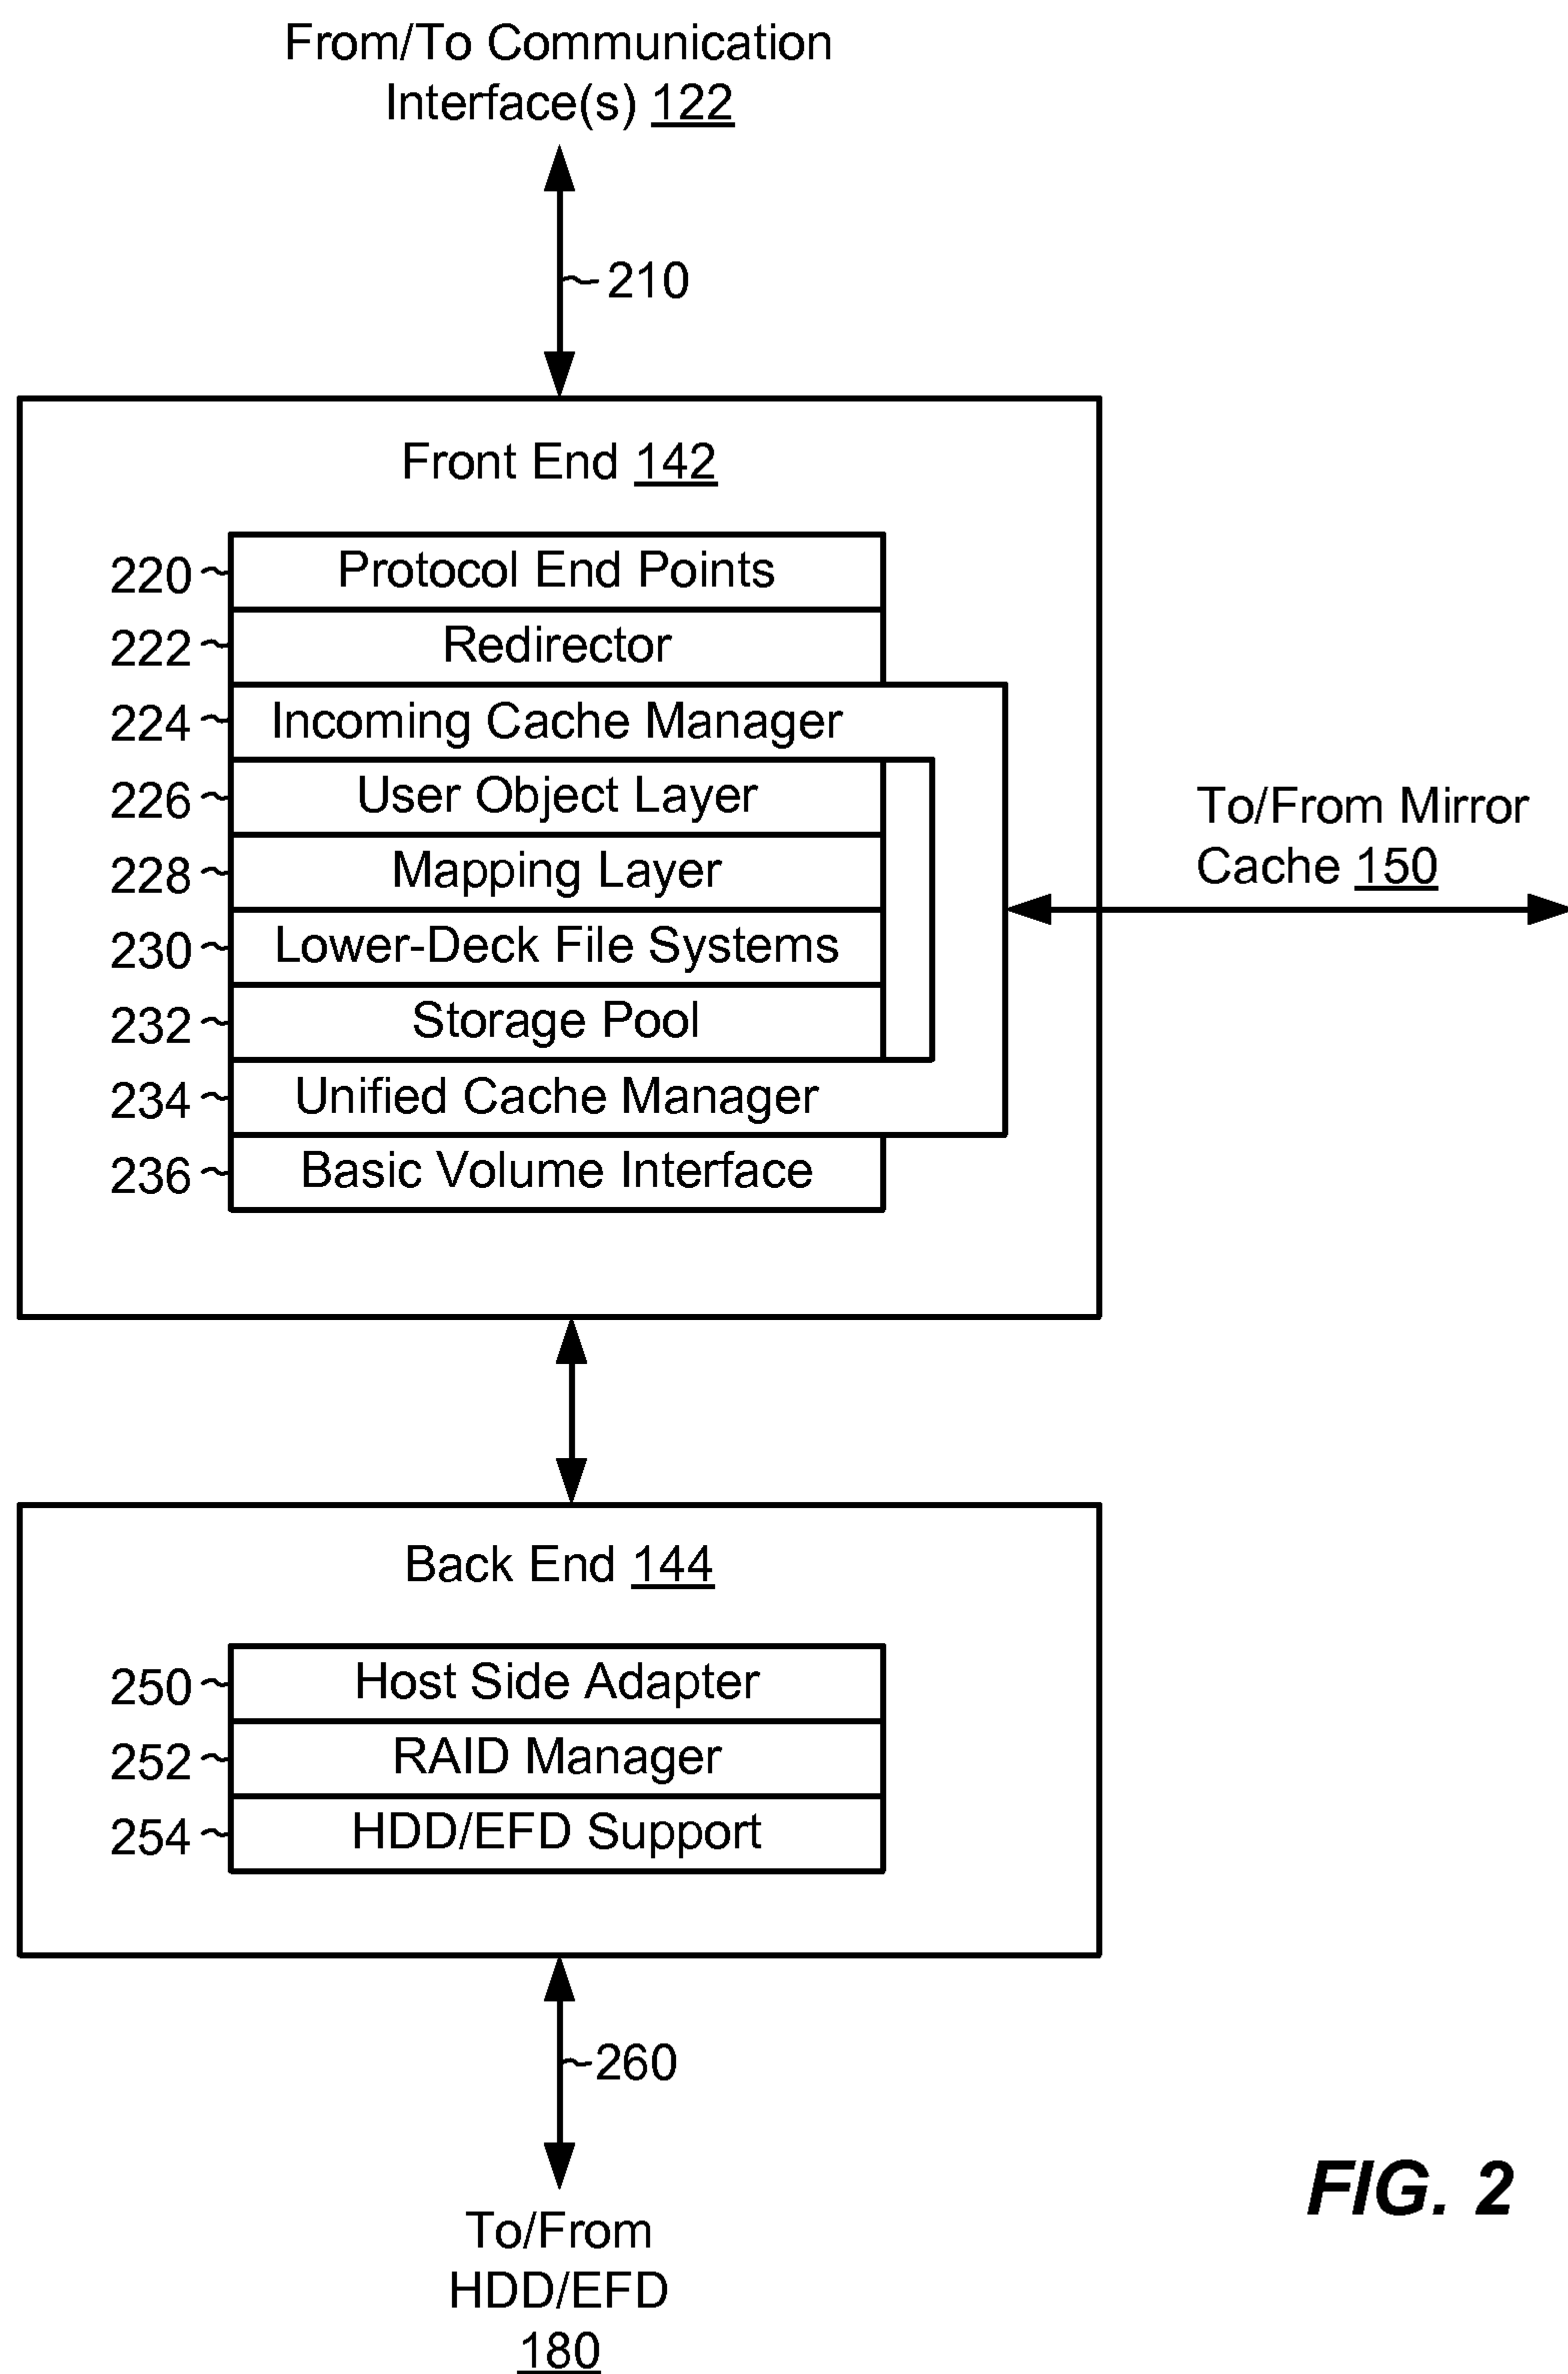 From/To Communication
Interface(s) 122
210
Front End 142
220 Protocol End Points
222 Redirector
224 Incoming Cache Manager
226 User Object Layer
228 Mapping Layer
230 Lower-Deck File Systems
232 Storage Pool
234 Unified Cache Manager
236 Basic Volume Interface
To/From Mirror
Cache 150
Back End 144
250 Host Side Adapter
252 RAID Manager
254 HDD/EFD Support
260
To/From
HDD/EFD
180
FIG. 2